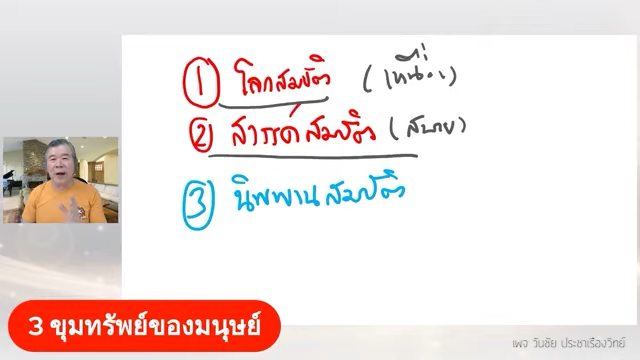 1 โลกสมบัติ (เหนื่อย)
2 สวรรค์สมบัติ (สบาย)
3 นิพพานสมบัติ
3 ขุมทรัพย์ของมนุษย์
เพจ วันชัย ประชาเรืองวิทย์